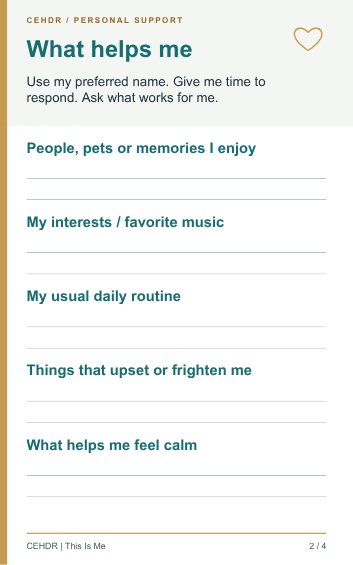 CEHDR / PERSONAL SUPPORT
What helps me
Use my preferred name. Give me time to
respond. Ask what works for me.
People, pets or memories I enjoy
My interests / favorite music
My usual daily routine
Things that upset or frighten me
What helps me feel calm
CEHDR | This Is Me
2 / 4